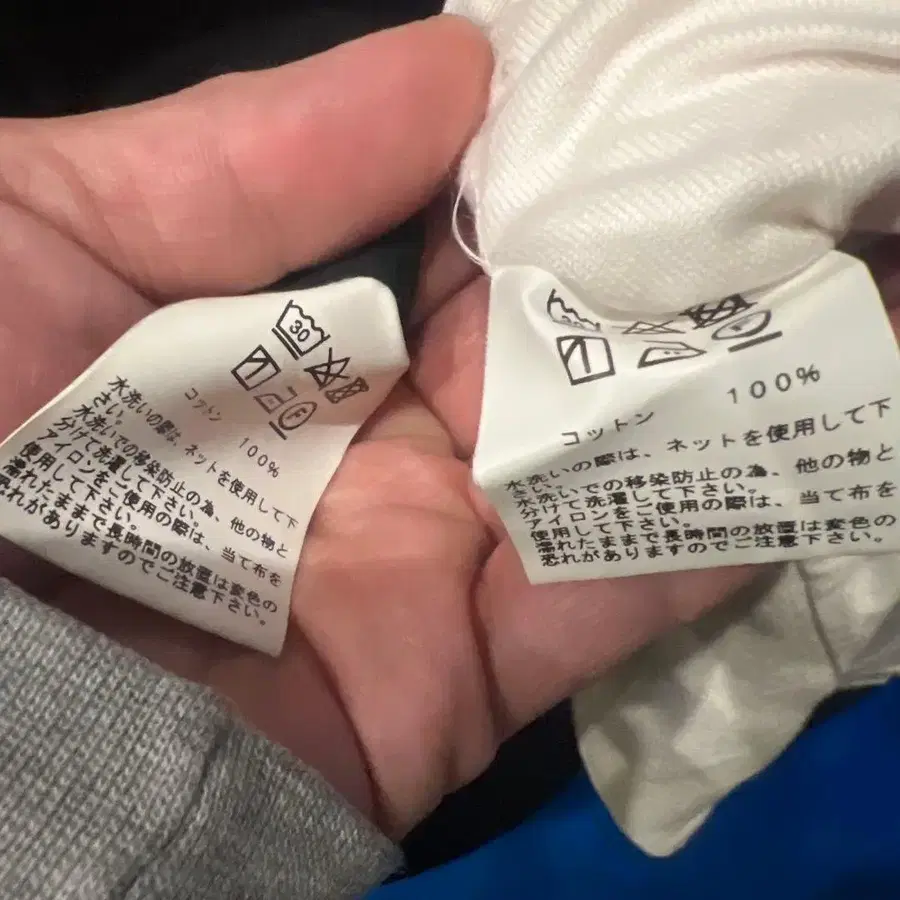 30
F
コットン 100%
水洗いの際は、ネットを使用して下
さい。
水洗いでの移染防止の為、他の物と
分けて洗濯して下さい。
アイロンをご使用の際は、当て布を
使用して下さい。
濡れたままで長時間の放置は変色の
恐れがありますのでご注意下さい。
F
コットン 100%
水洗いの際は、ネットを使用して下
さい。
水洗いでの移染防止の為、他の物と
分けて洗濯して下さい。
アイロンをご使用の際は、当て布を
使用して下さい。
濡れたままで長時間の放置は変色の
恐れがありますのでご注意下さい。